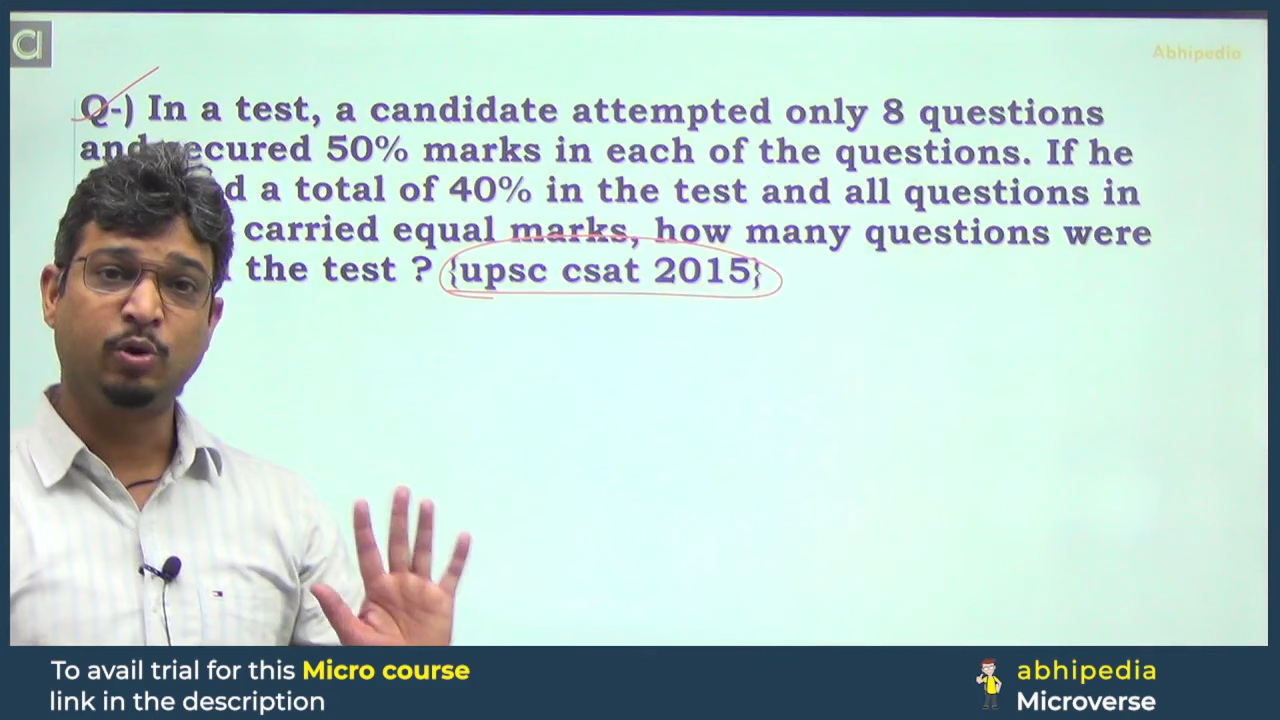 a
Abhipedia
Q-) In a test, a candidate attempted only 8 questions
and secured 50% marks in each of the questions. If he
a total of 40% in the test and all questions in
carried equal marks, how many questions were
the test ? {upsc csat 2015}
To avail trial for this Micro course
link in the description
abhipedia
Microverse